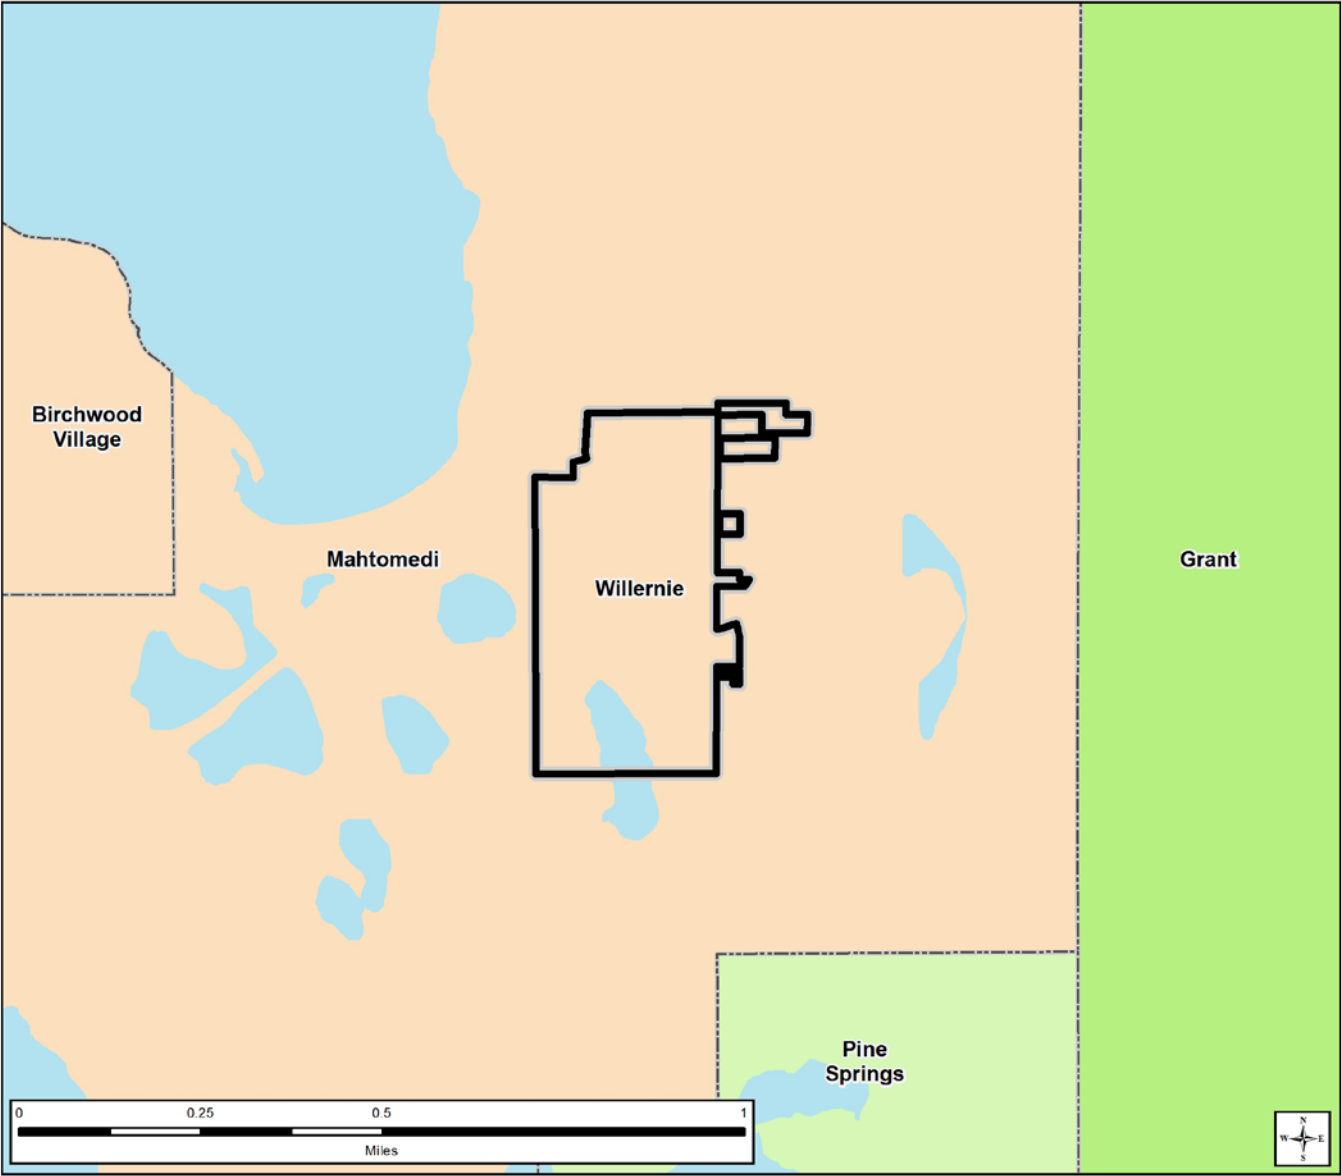 Birchwood
Village
Mahtomedi
Willernie
Grant
Pine
Springs
0 0.25 0.5 1
Miles
N
W E
S